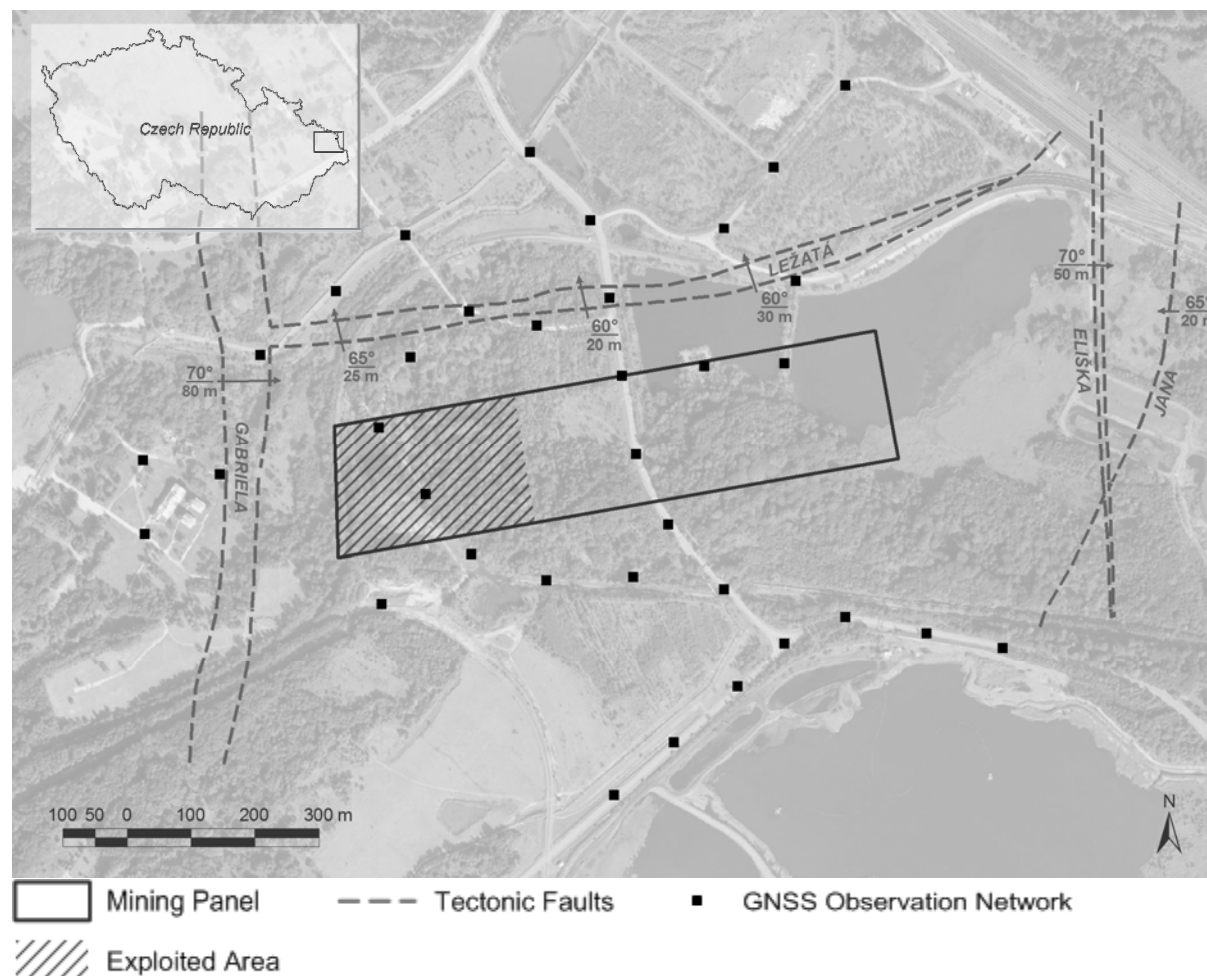 Czech Republic
LEŽATÁ
70°
50 m
65°
20 m
60°
30 m
60°
20 m
65°
25 m
70°
80 m
GABRIELA
ELIŠKA
JANA
100 50 0 100 200 300 m
N
Mining Panel
Tectonic Faults
GNSS Observation Network
Exploited Area